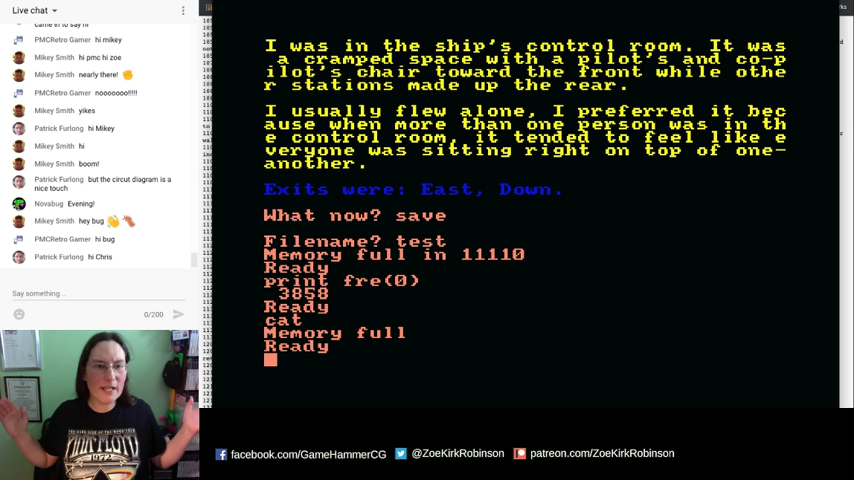 Live chat
came in to say hi
PMCRetro Gamer hi mikey
Mikey Smith hi pmc hi zoe
Mikey Smith nearly there!
PMCRetro Gamer nooooooo!!!!!
Mikey Smith yikes
Patrick Furlong hi Mikey
Mikey Smith hi
Mikey Smith boom!
Patrick Furlong but the circut diagram is a
nice touch
Novabug Evening!
Mikey Smith hey bug
PMCRetro Gamer hi bug
Patrick Furlong hi Chris
Say something...
0/200
I was in the ship's control room. It was
a cramped space with a pilot's and co-p
ilot's chair toward the front while othe
r stations made up the rear.
I usually flew alone, I preferred it bec
ause when more than one person was in th
e control room, it tended to feel like e
veryone was sitting right on top of one-
another.
Exits were: East, Down.
What now? save
Filename? test
Memory full in 11110
Ready
print fre(0)
3858
Ready
cat
Memory full
Ready
PINK FLOYD
1972
facebook.com/GameHammerCG @ZoeKirkRobinson patreon.com/ZoeKirkRobinson